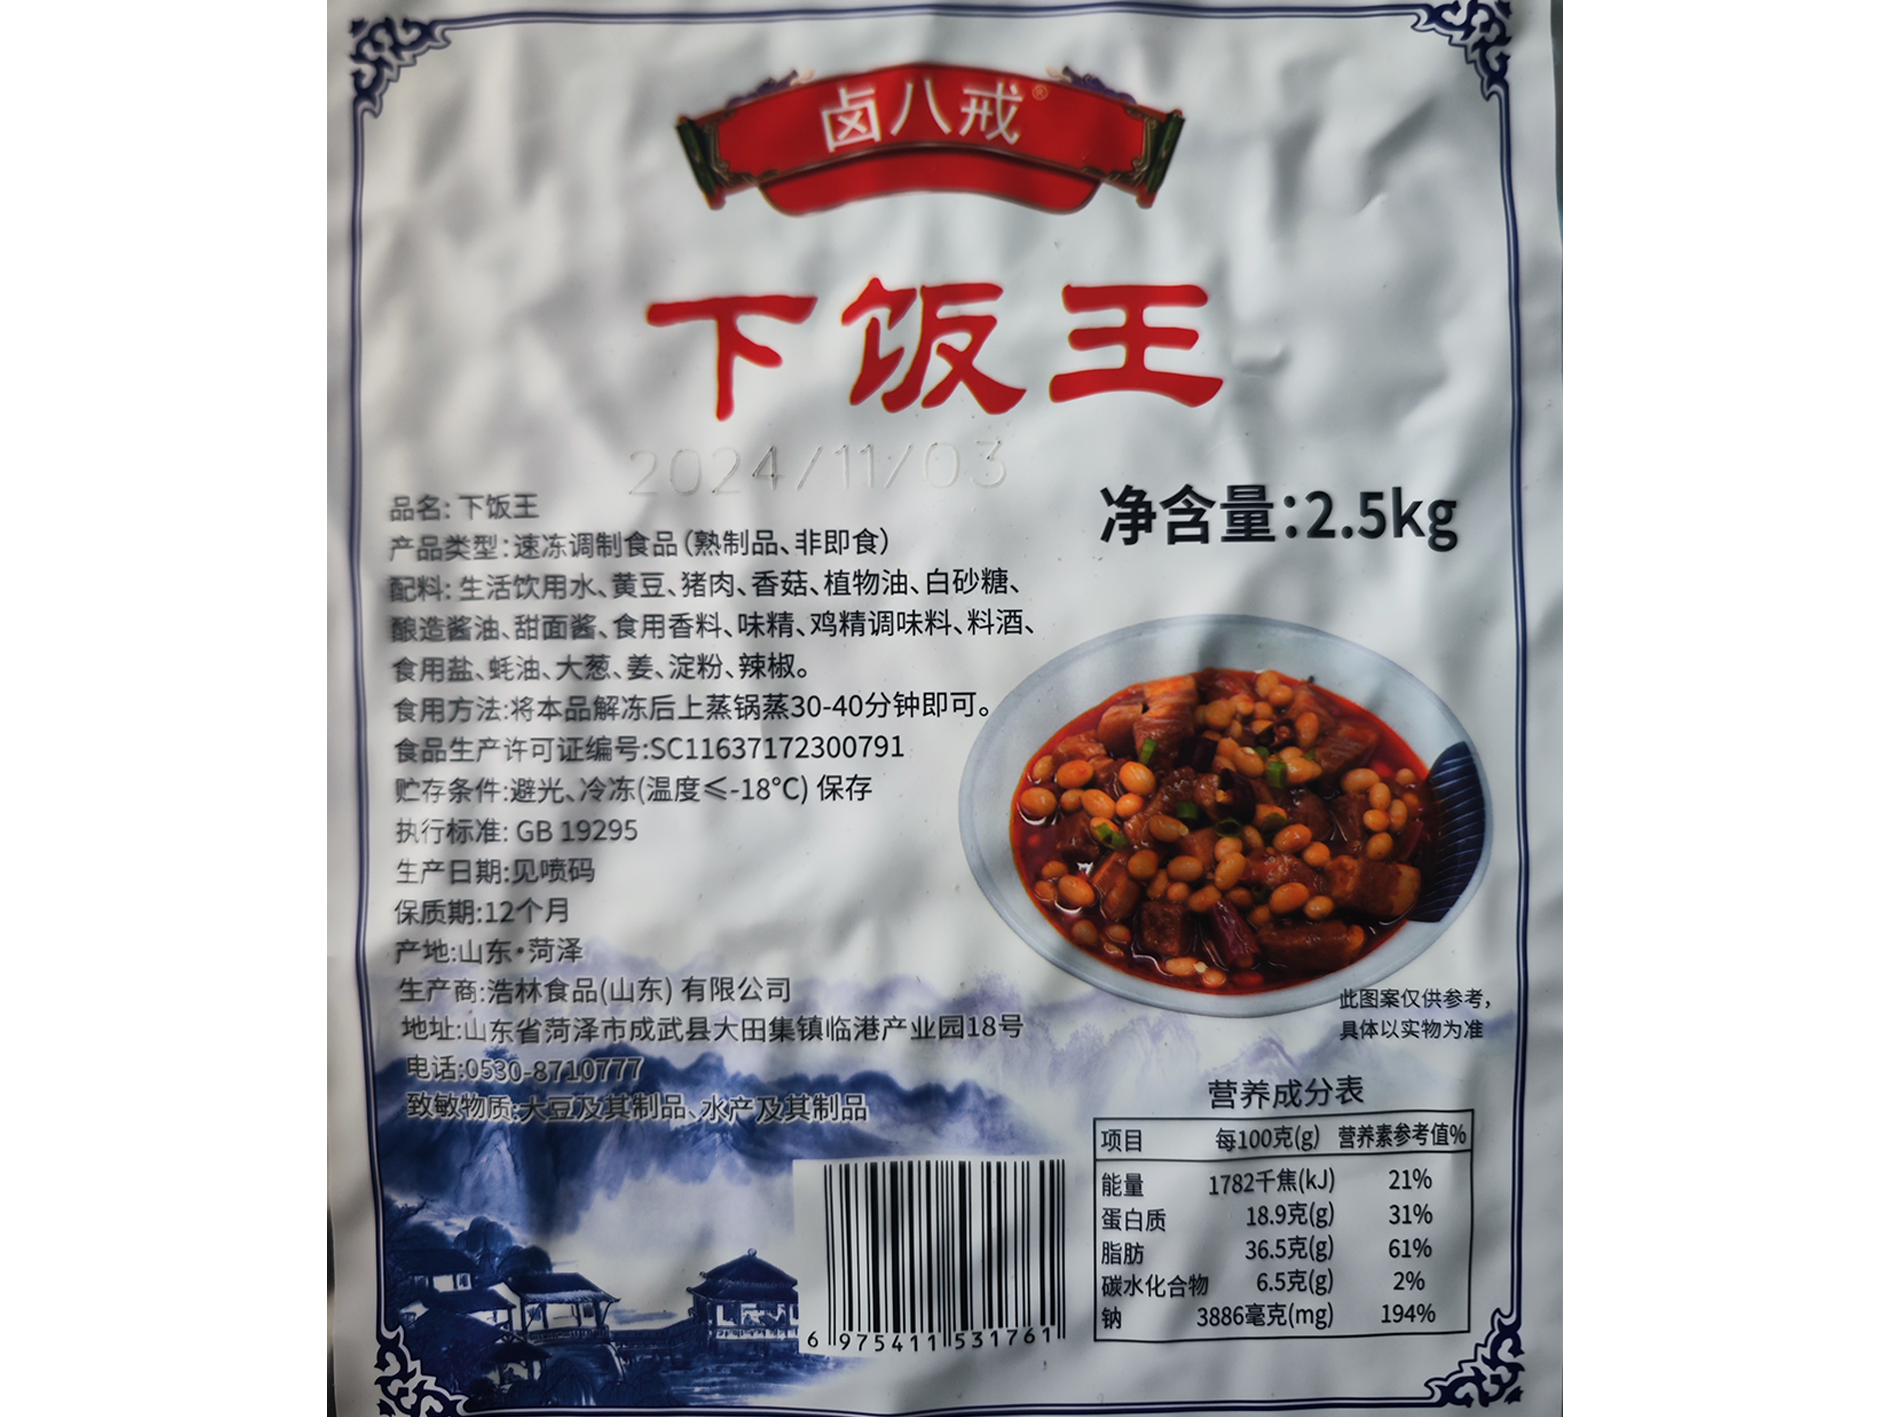 卤八戒®
下饭王
2024/11/03
品名: 下饭王
净含量:2.5kg
产品类型:速冻调制食品(熟制品、非即食)
配料: 生活饮用水、黄豆、猪肉、香菇、植物油、白砂糖、
酿造酱油、甜面酱、食用香料、味精、鸡精调味料、料酒、
食用盐、蚝油、大葱、姜、淀粉、辣椒。
食用方法:将本品解冻后上蒸锅蒸30-40分钟即可。
食品生产许可证编号:SC11637172300791
贮存条件:避光、冷冻(温度≤-18°C) 保存
执行标准: GB 19295
生产日期:见喷码
保质期:12个月
产地:山东·菏泽
生产商:浩林食品(山东) 有限公司
地址:山东省菏泽市成武县大田集镇临港产业园18号
电话:0530-8710777
致敏物质:大豆及其制品、水产及其制品
此图案仅供参考,
具体以实物为准
营养成分表
项目 每100克(g) 营养素参考值%
能量 1782千焦(kJ) 21%
蛋白质 18.9克(g) 31%
脂肪 36.5克(g) 61%
碳水化合物 6.5克(g) 2%
钠 3886毫克(mg) 194%
6 975411 531761